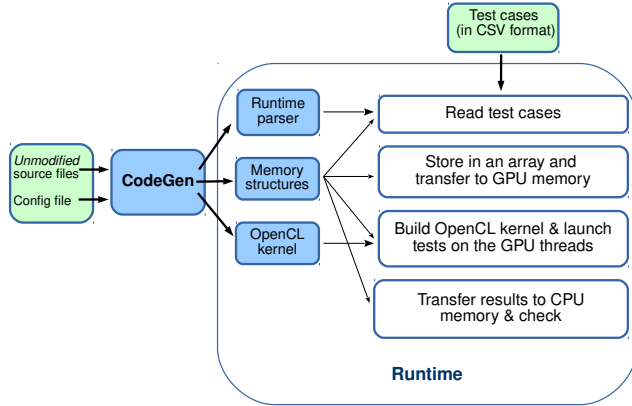 Test cases
(in CSV format)
Runtime
parser
Read test cases
Unmodified
source files
Config file
CodeGen
Memory
structures
Store in an array and
transfer to GPU memory
OpenCL
kernel
Build OpenCL kernel & launch
tests on the GPU threads
Transfer results to CPU
memory & check
Runtime